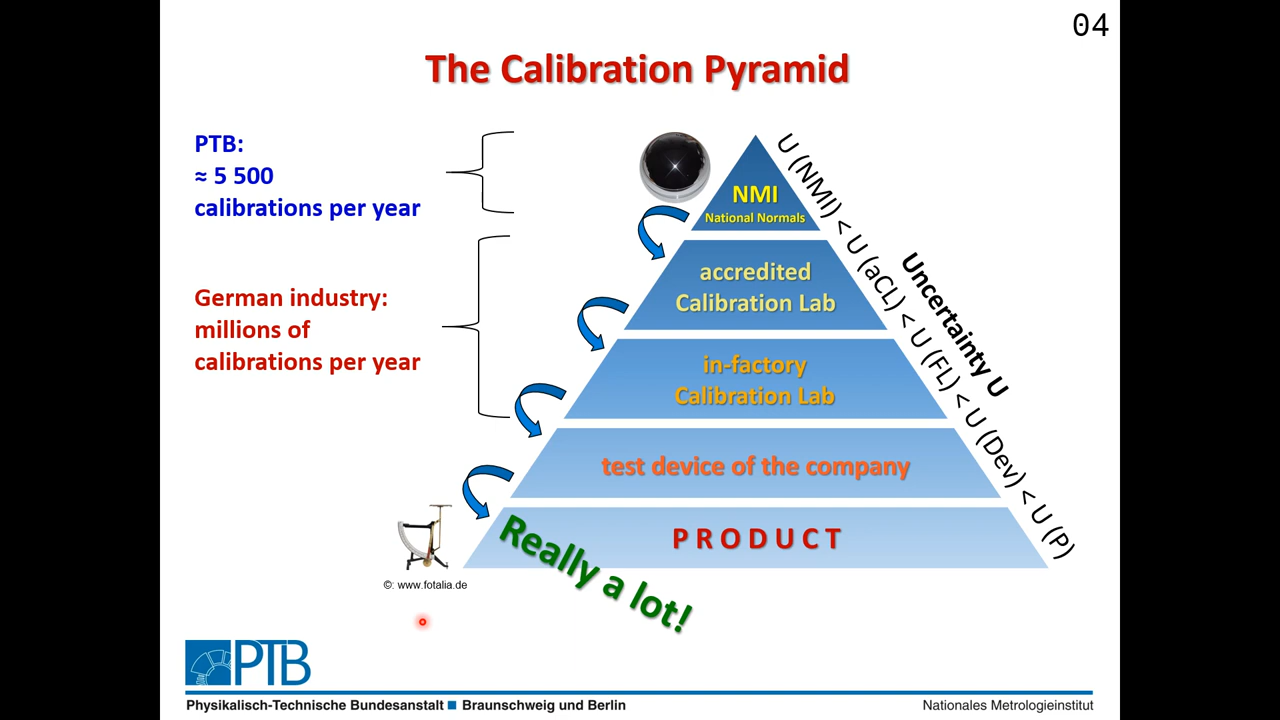 04
The Calibration Pyramid
PTB:
≈ 5 500
calibrations per year
German industry:
millions of
calibrations per year
NMI
National Normals
accredited
Calibration Lab
in-factory
Calibration Lab
test device of the company
PRODUCT
Really a lot!
U (NMI) < U (aCL) < U (FL) < U (Dev) < U (P)
Uncertainty U
©: www.fotalia.de
PTB
Physikalisch-Technische Bundesanstalt ■ Braunschweig und Berlin
Nationales Metrologieinstitut